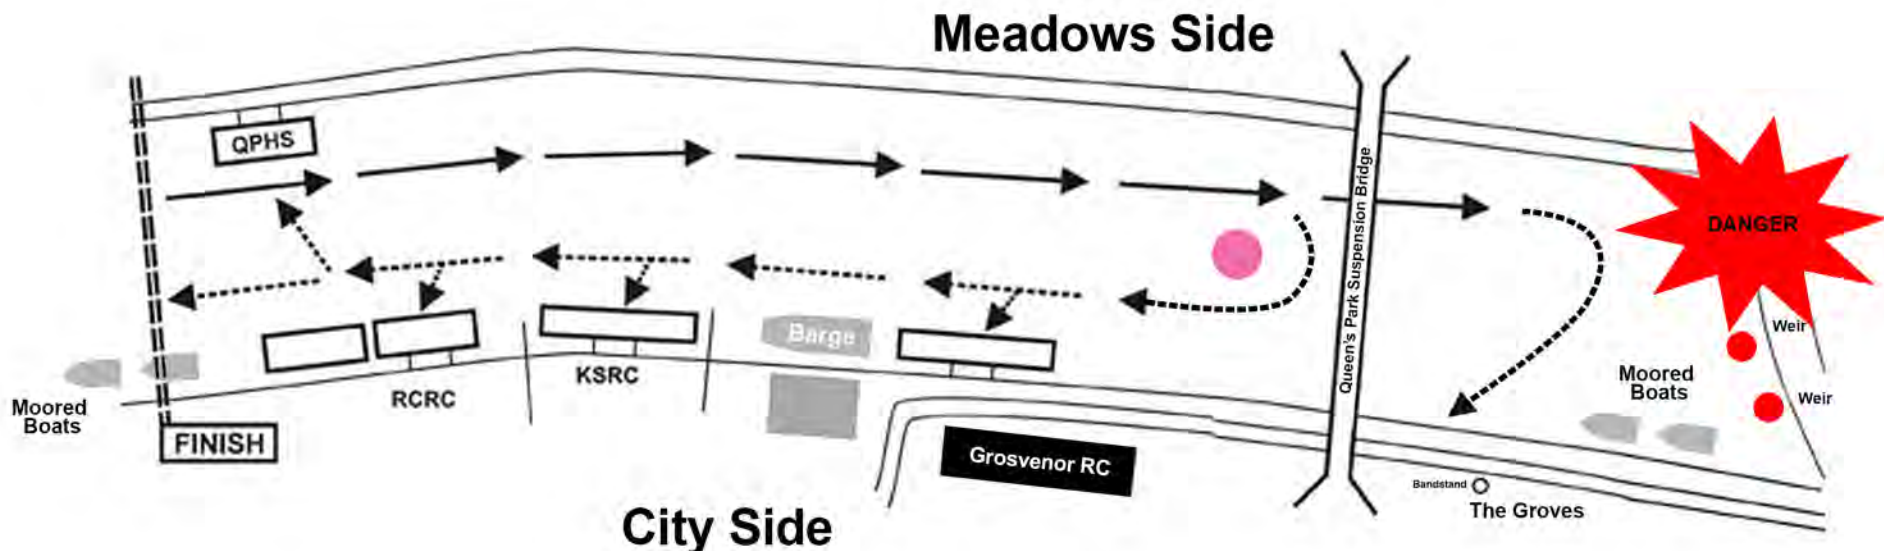 Meadows Side
QPHS
Queen's Park Suspension Bridge
DANGER
Weir
Barge
Moored
Boats
Weir
KSRC
RCRC
Moored
Boats
FINISH
Grosvenor RC
Bandstand
The Groves
City Side